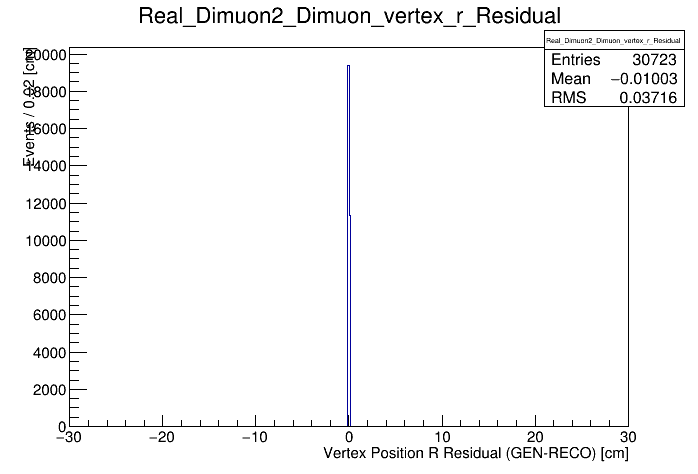 Real_Dimuon2_Dimuon_vertex_r_Residual
Real_Dimuon2_Dimuon_vertex_r_Residual
Entries 30723
Mean −0.01003
RMS 0.03716
Events / 0.02 [cm]
20000
18000
16000
14000
12000
10000
8000
6000
4000
2000
0
−30 −20 −10 0 10 20 30
Vertex Position R Residual (GEN-RECO) [cm]